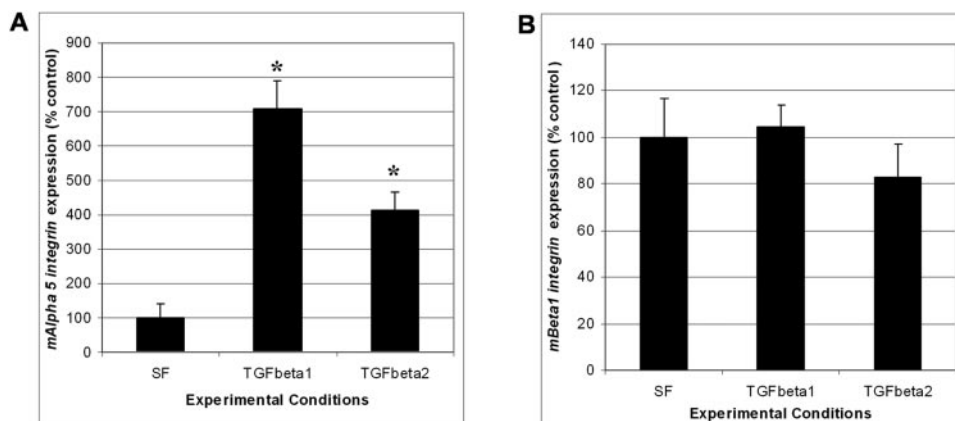 A
mAlpha 5 integrin expression (% control)
900
800
700
600
500
400
300
200
100
0
*
*
SF TGFbeta1 TGFbeta2
Experimental Conditions
B
mBeta1 integrin expression (% control)
140
120
100
80
60
40
20
0
SF TGFbeta1 TGFbeta2
Experimental Conditions